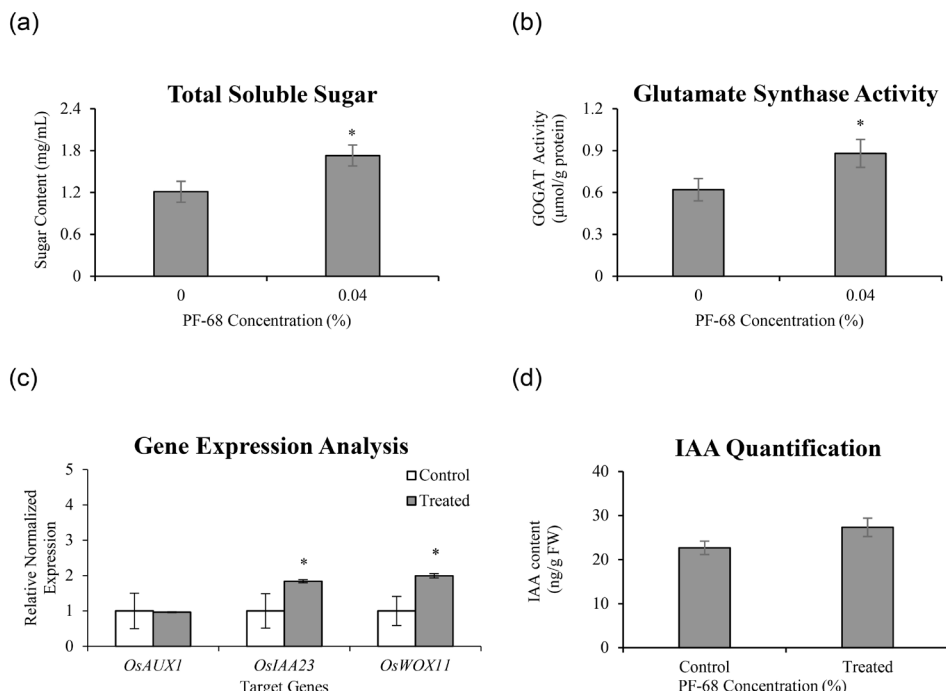 (a)
Total Soluble Sugar
Sugar Content (mg/mL)
2.4
1.8
1.2
0.6
0
*
0
0.04
PF-68 Concentration (%)
(b)
Glutamate Synthase Activity
GOGAT Activity
(μmol/g protein)
1.2
0.9
0.6
0.3
0
*
0
0.04
PF-68 Concentration (%)
(c)
Gene Expression Analysis
Relative Normalized
Expression
5
4
3
2
1
0
Control
Treated
*
*
OsAUX1
OsIAA23
OsWOX11
Target Genes
(d)
IAA Quantification
IAA content
(ng/g FW)
40
30
20
10
0
Control
Treated
PF-68 Concentration (%)